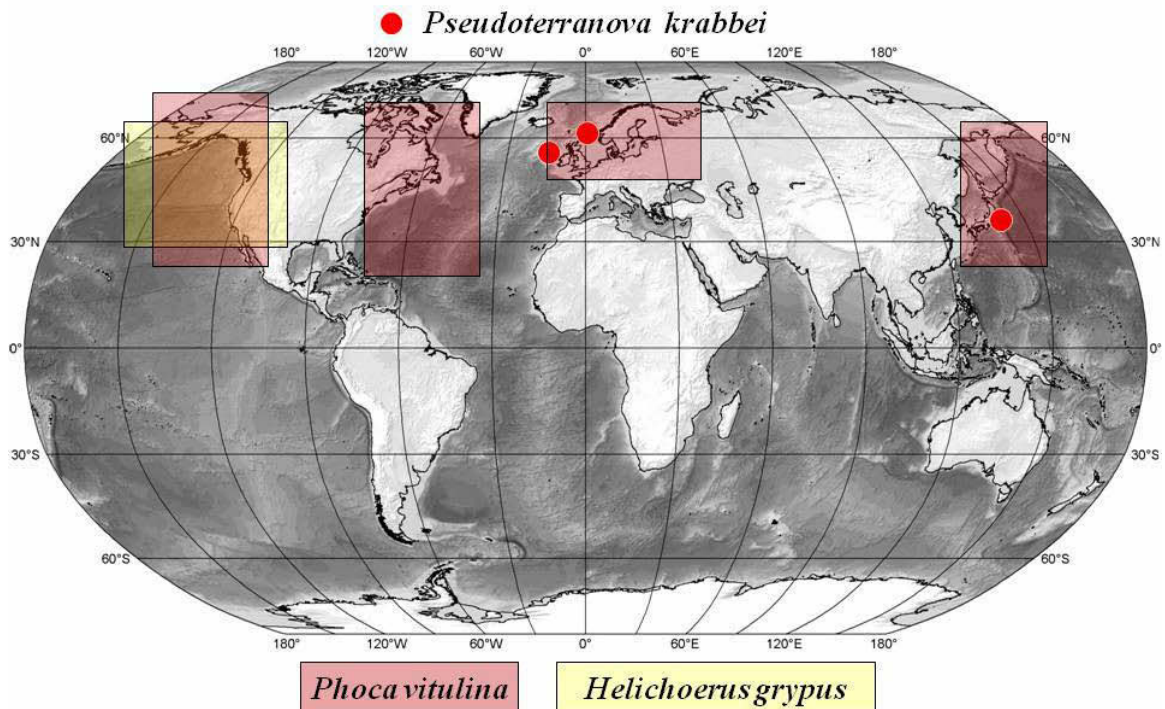 Pseudoterranova krabbei
180° 120°W 60°W 0° 60°E 120°E 180°
60°N 60°N
30°N 30°N
0° 0°
30°S 30°S
60°S 60°S
180° 120°W 60°W 0° 60°E 120°E 180°
Phoca vitulina Helichoerus grypus